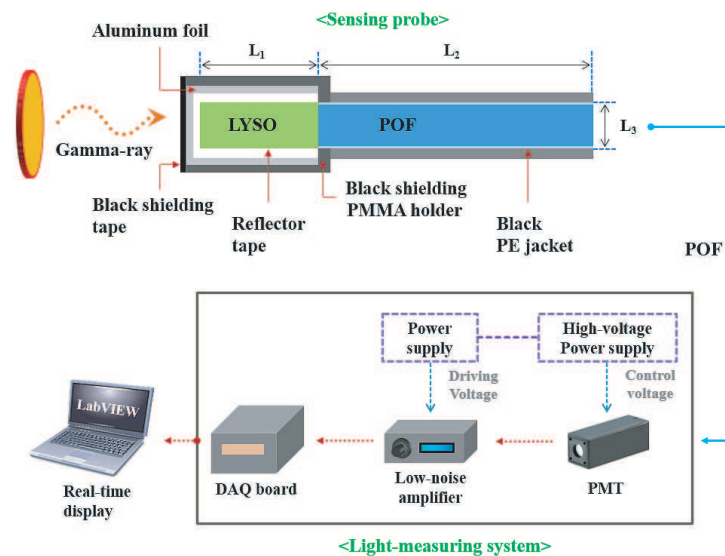 <Sensing probe>
Aluminum foil
L1
L2
LYSO
POF
L3
Gamma-ray
Black shielding
tape
Reflector
tape
Black shielding
PMMA holder
Black
PE jacket
POF
Power
supply
High-voltage
Power supply
Driving
Voltage
Control
voltage
LabVIEW
Real-time
display
DAQ board
Low-noise
amplifier
PMT
<Light-measuring system>